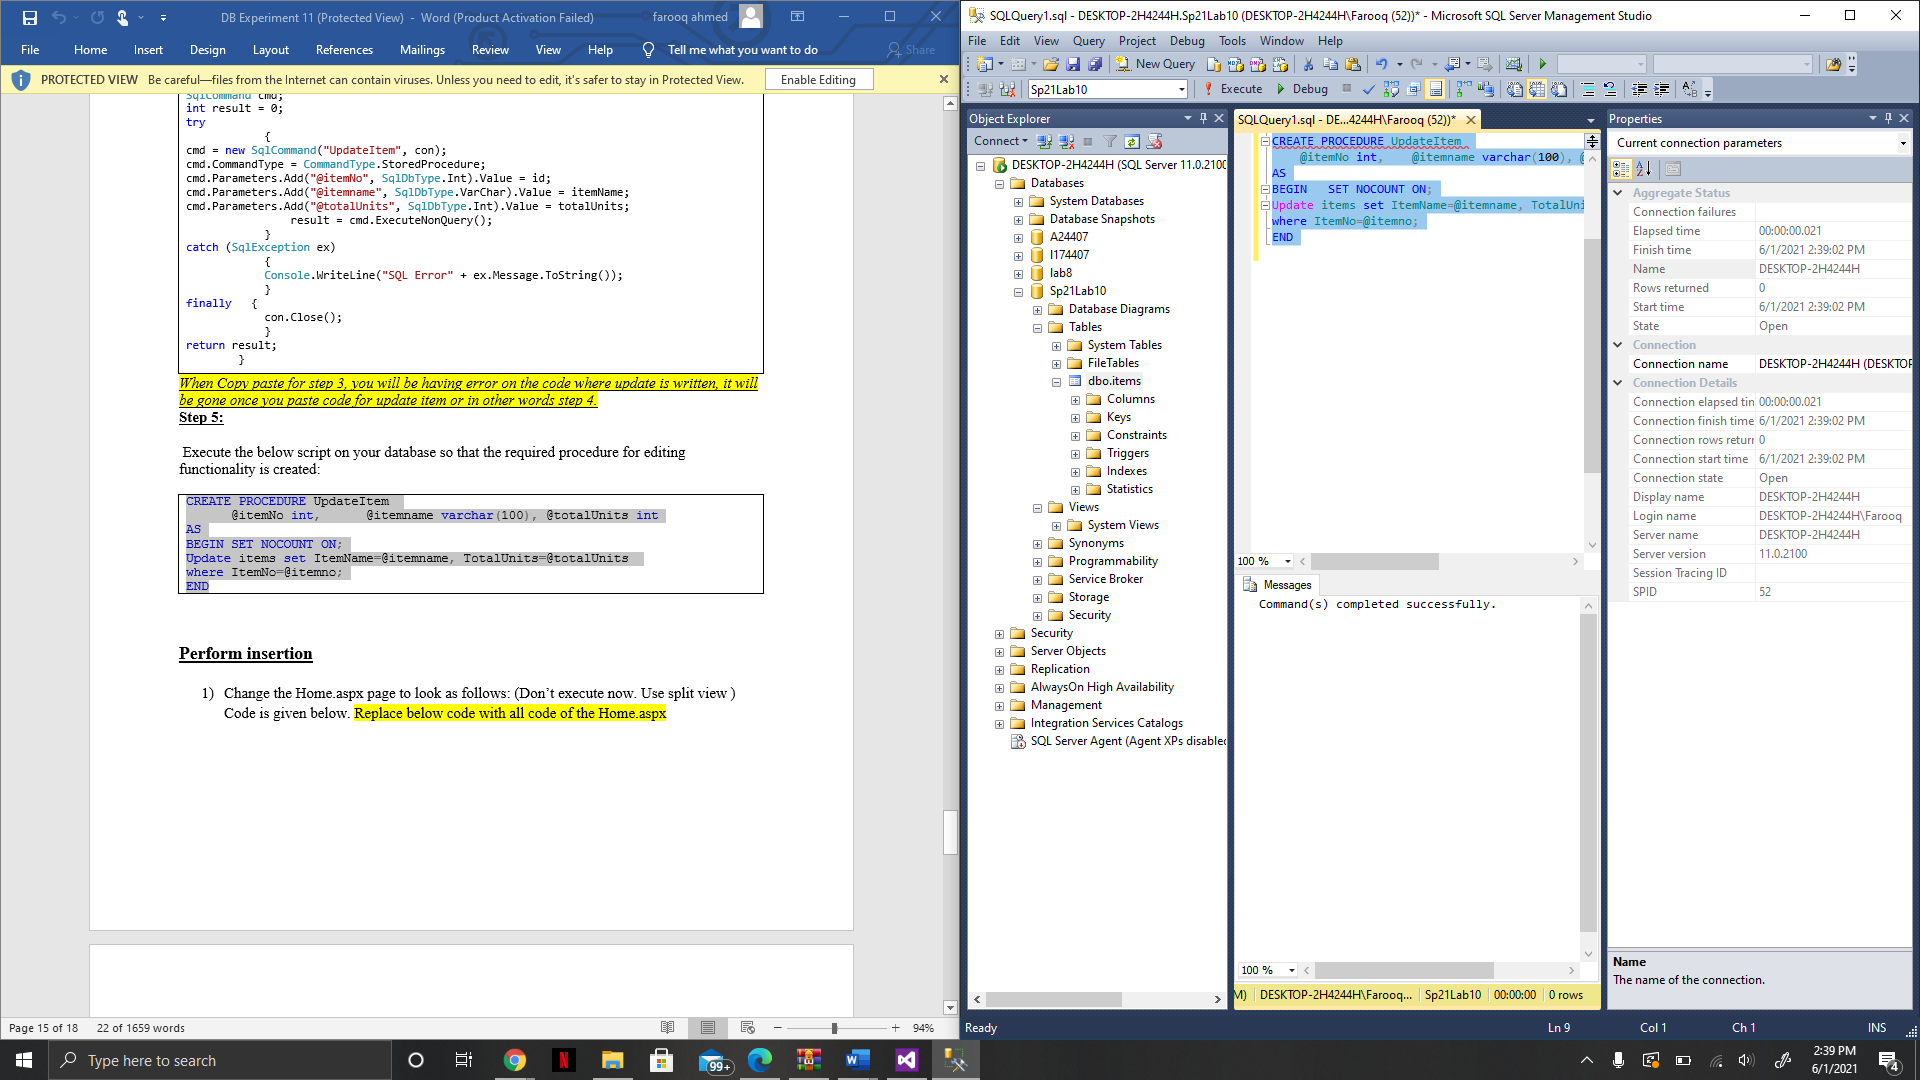 DB Experiment 11 (Protected View) - Word (Product Activation Failed)
farooq ahmed
File Home Insert Design Layout References Mailings Review View Help Tell me what you want to do Share
PROTECTED VIEW Be careful—files from the Internet can contain viruses. Unless you need to edit, it's safer to stay in Protected View. Enable Editing
SqlCommand cmd;
int result = 0;
try
{
cmd = new SqlCommand("UpdateItem", con);
cmd.CommandType = CommandType.StoredProcedure;
cmd.Parameters.Add("@itemNo", SqlDbType.Int).Value = id;
cmd.Parameters.Add("@itemname", SqlDbType.VarChar).Value = itemName;
cmd.Parameters.Add("@totalUnits", SqlDbType.Int).Value = totalUnits;
result = cmd.ExecuteNonQuery();
}
catch (SqlException ex)
{
Console.WriteLine("SQL Error" + ex.Message.ToString());
}
finally {
con.Close();
}
return result;
}
When Copy paste for step 3, you will be having error on the code where update is written, it will
be gone once you paste code for update item or in other words step 4.
Step 5:
Execute the below script on your database so that the required procedure for editing
functionality is created:
CREATE PROCEDURE UpdateItem
@itemNo int, @itemname varchar(100), @totalUnits int
AS
BEGIN SET NOCOUNT ON;
Update items set ItemName=@itemname, TotalUnits=@totalUnits
where ItemNo=@itemno;
END
Perform insertion
1) Change the Home.aspx page to look as follows: (Don't execute now. Use split view )
Code is given below. Replace below code with all code of the Home.aspx
Page 15 of 18 22 of 1659 words
94%
SQLQuery1.sql - DESKTOP-2H4244H.Sp21Lab10 (DESKTOP-2H4244H\Farooq (52))* - Microsoft SQL Server Management Studio
File Edit View Query Project Debug Tools Window Help
New Query
Sp21Lab10 Execute Debug
Object Explorer
Connect
DESKTOP-2H4244H (SQL Server 11.0.2100
Databases
System Databases
Database Snapshots
A24407
I174407
lab8
Sp21Lab10
Database Diagrams
Tables
System Tables
FileTables
dbo.items
Columns
Keys
Constraints
Triggers
Indexes
Statistics
Views
System Views
Synonyms
Programmability
Service Broker
Storage
Security
Security
Server Objects
Replication
AlwaysOn High Availability
Management
Integration Services Catalogs
SQL Server Agent (Agent XPs disabled
SQLQuery1.sql - DE...4244H\Farooq (52))*
CREATE PROCEDURE UpdateItem
@itemNo int, @itemname varchar(100), @
AS
BEGIN SET NOCOUNT ON;
Update items set ItemName=@itemname, TotalUni
where ItemNo=@itemno;
END
100 %
Messages
Command(s) completed successfully.
100 %
M) DESKTOP-2H4244H\Farooq... Sp21Lab10 00:00:00 0 rows
Properties
Current connection parameters
Aggregate Status
Connection failures
Elapsed time 00:00:00.021
Finish time 6/1/2021 2:39:02 PM
Name DESKTOP-2H4244H
Rows returned 0
Start time 6/1/2021 2:39:02 PM
State Open
Connection
Connection name DESKTOP-2H4244H (DESKTOP
Connection Details
Connection elapsed tin 00:00:00.021
Connection finish time 6/1/2021 2:39:02 PM
Connection rows returr 0
Connection start time 6/1/2021 2:39:02 PM
Connection state Open
Display name DESKTOP-2H4244H
Login name DESKTOP-2H4244H\Farooq
Server name DESKTOP-2H4244H
Server version 11.0.2100
Session Tracing ID
SPID 52
Name
The name of the connection.
Ready Ln 9 Col 1 Ch 1 INS
Type here to search
99+
2:39 PM
6/1/2021
4